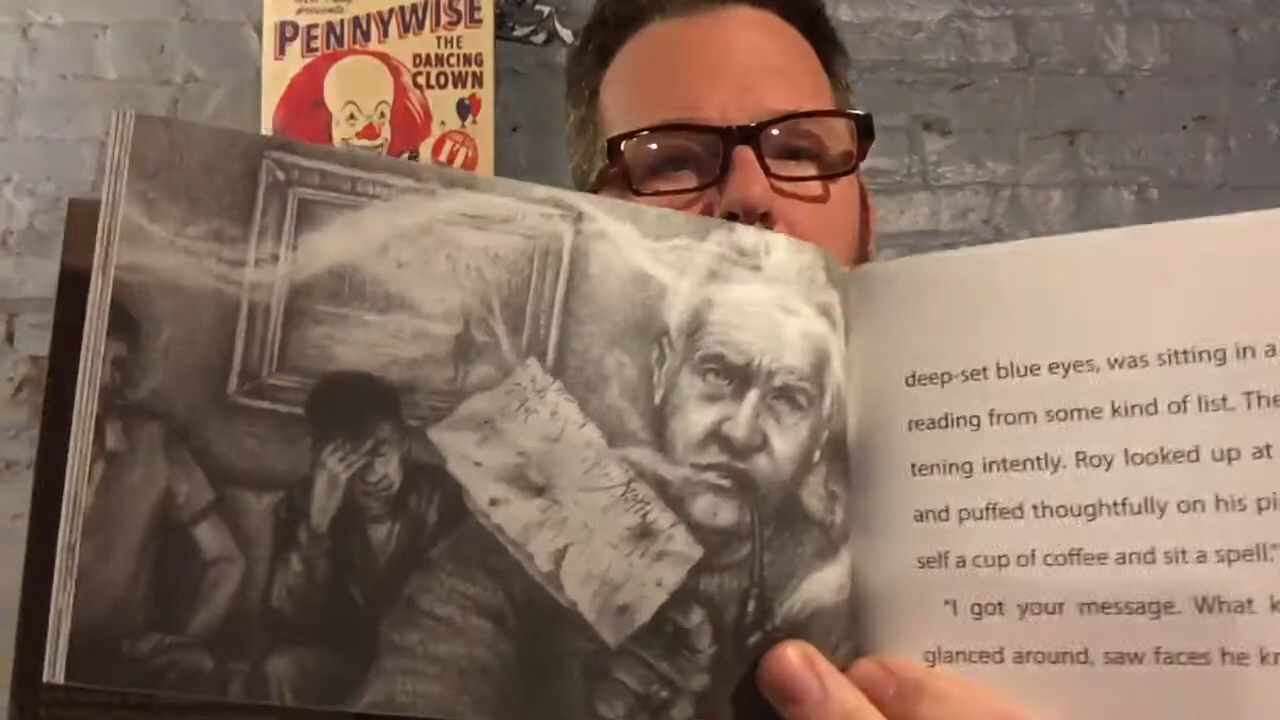 presents
PENNYWISE
THE
DANCING
CLOWN
deep-set blue eyes, was sitting in a
reading from some kind of list. The
tening intently. Roy looked up at
and puffed thoughtfully on his pi
self a cup of coffee and sit a spell."
"I got your message. What k
glanced around, saw faces he kn